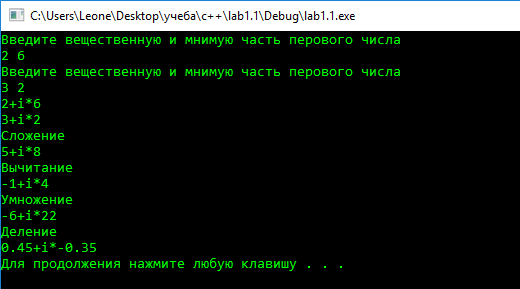 C:\Users\Leone\Desktop\учеба\c++\lab1.1\Debug\lab1.1.exe
Введите вещественную и мнимую часть перового числа
2 6
Введите вещественную и мнимую часть перового числа
3 2
2+i*6
3+i*2
Сложение
5+i*8
Вычитание
-1+i*4
Умножение
-6+i*22
Деление
0.45+i*-0.35
Для продолжения нажмите любую клавишу . . .